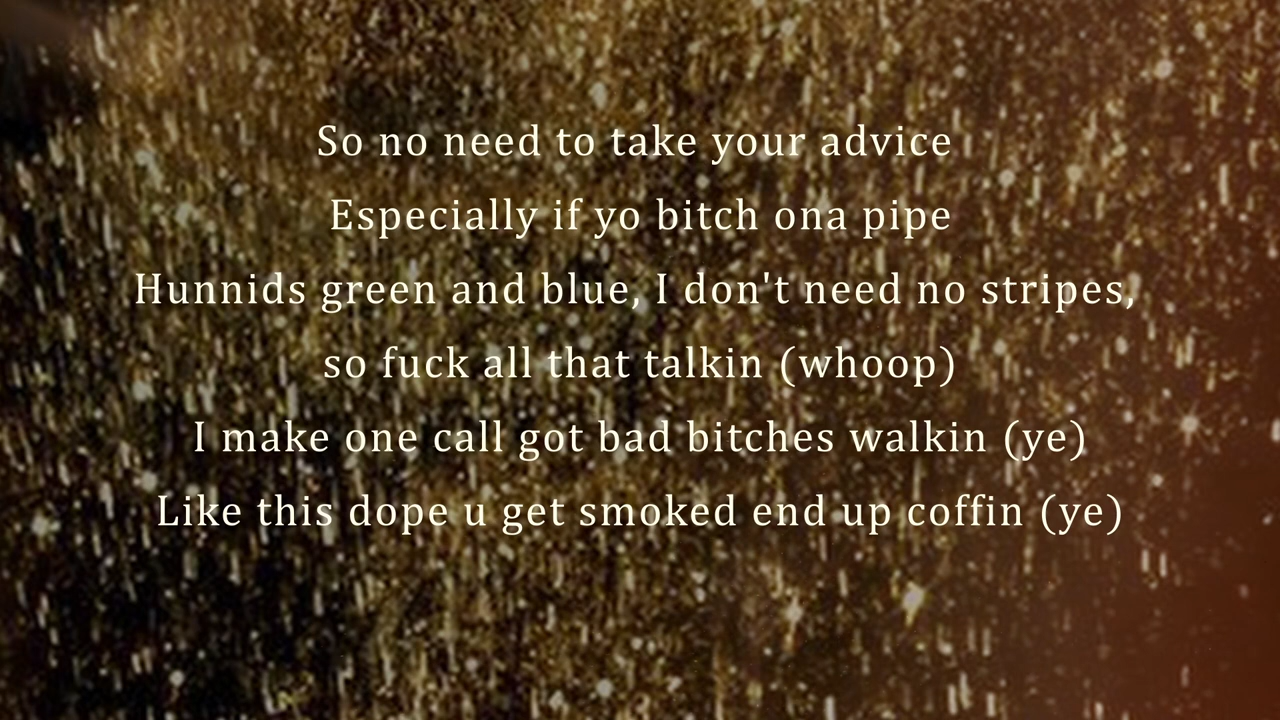 So no need to take your advice
Especially if yo bitch ona pipe
Hunnids green and blue, I don't need no stripes,
so fuck all that talkin (whoop)
I make one call got bad bitches walkin (ye)
Like this dope u get smoked end up coffin (ye)